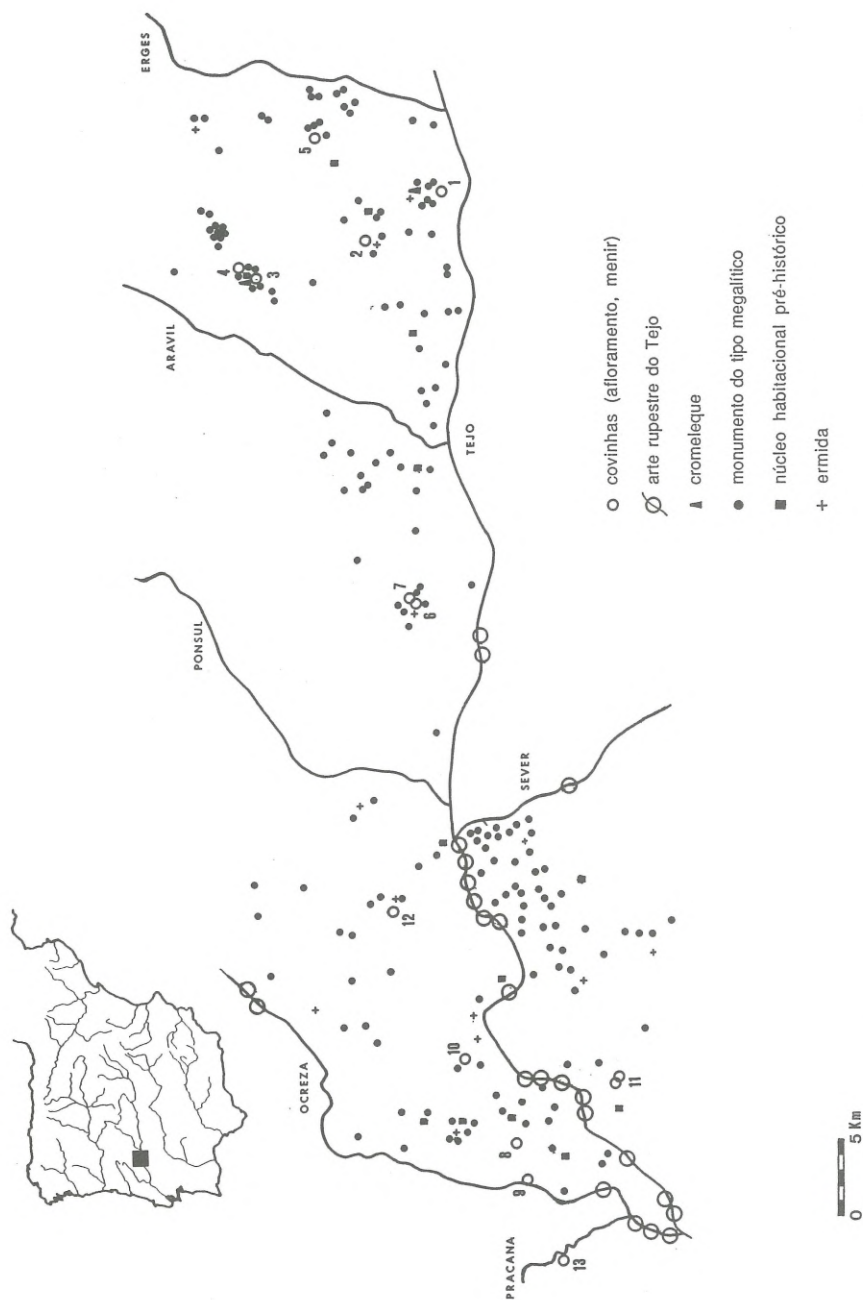 ERGES
ARAVIL
PONSUL
TEJO
SEVER
OCREZA
PRACANA
1
2
3
4
5
6
7
8
9
10
11
12
13
covinhas (afloramento, menir)
arte rupestre do Tejo
cromeleque
monumento do tipo megalítico
núcleo habitacional pré-histórico
ermida
0 5 Km